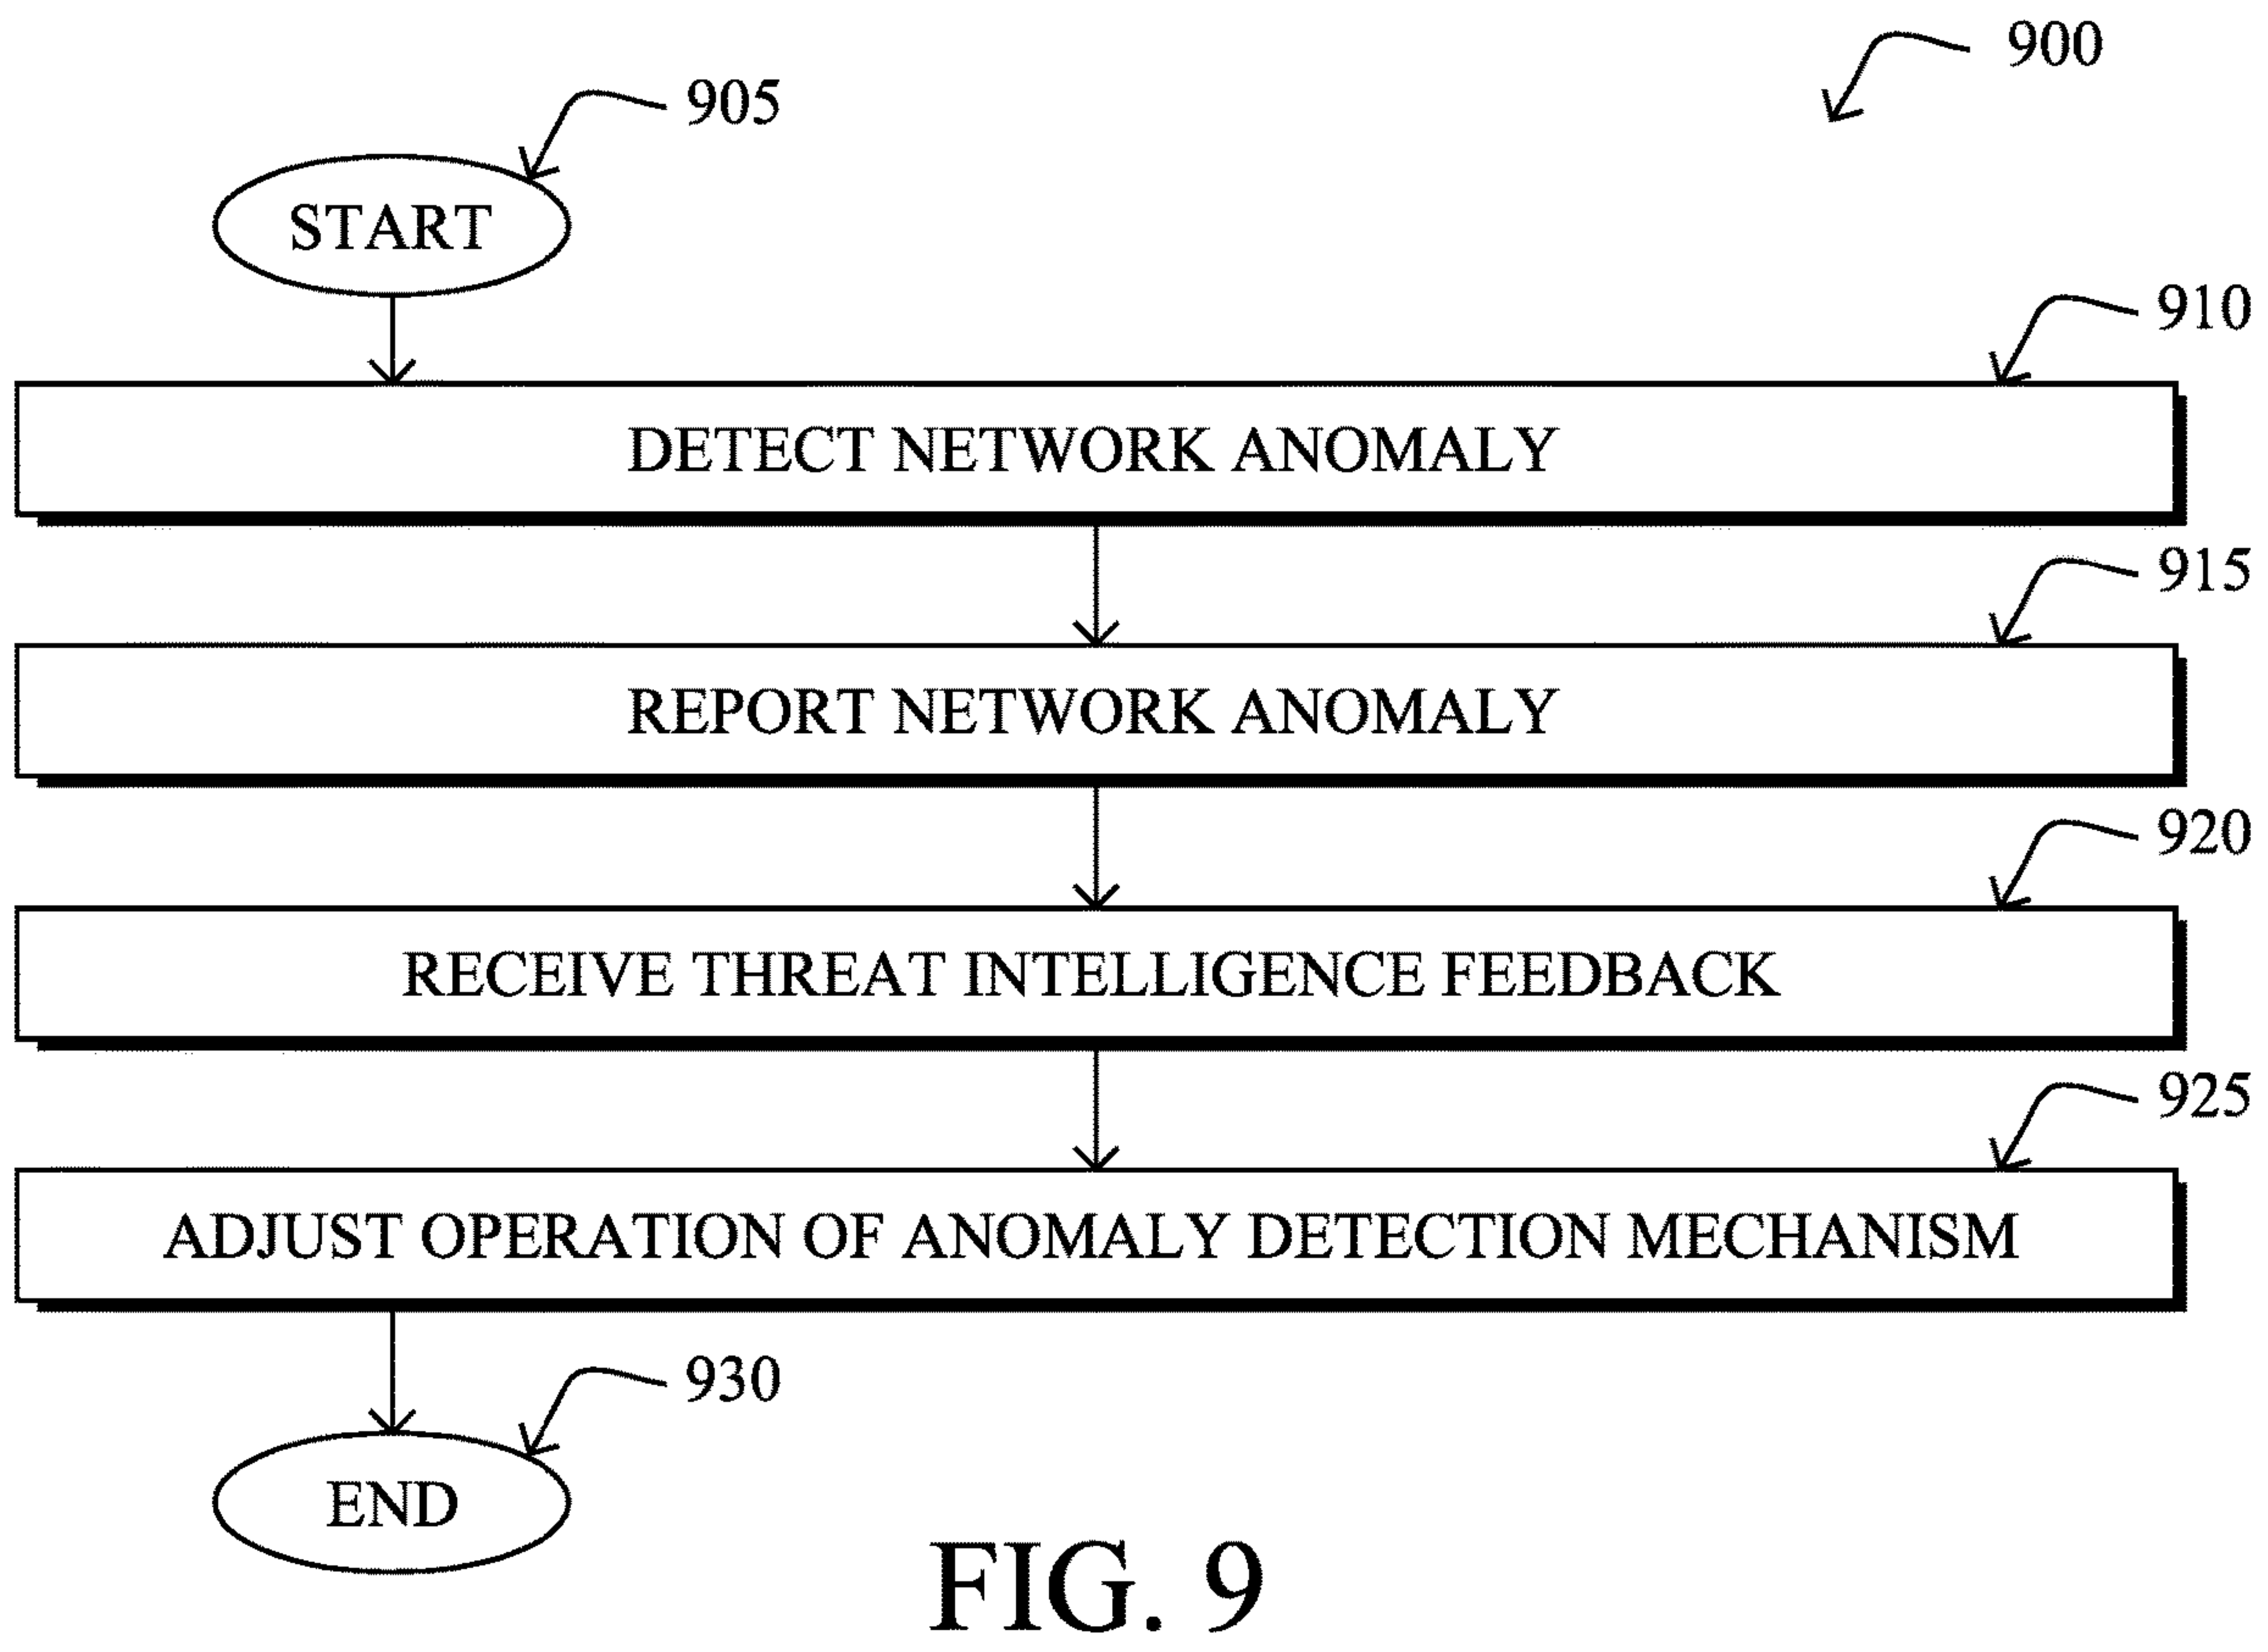 900
905
START
910
DETECT NETWORK ANOMALY
915
REPORT NETWORK ANOMALY
920
RECEIVE THREAT INTELLIGENCE FEEDBACK
925
ADJUST OPERATION OF ANOMALY DETECTION MECHANISM
930
END
FIG. 9